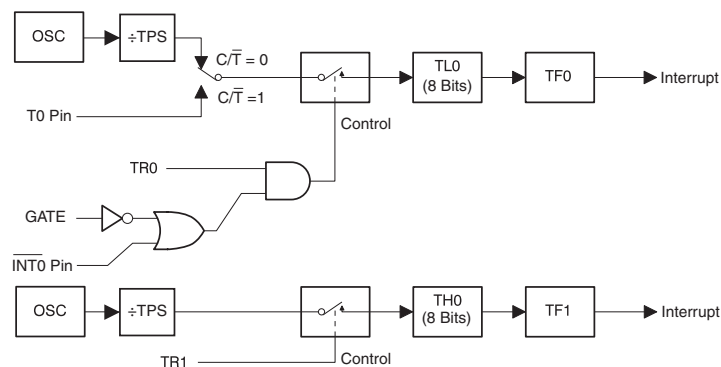 OSC
÷TPS
C/T̅ = 0
C/T̅ =1
T0 Pin
TL0
(8 Bits)
TF0
Interrupt
Control
TR0
GATE
I̅N̅T̅0̅ Pin
OSC
÷TPS
TH0
(8 Bits)
TF1
Interrupt
TR1
Control